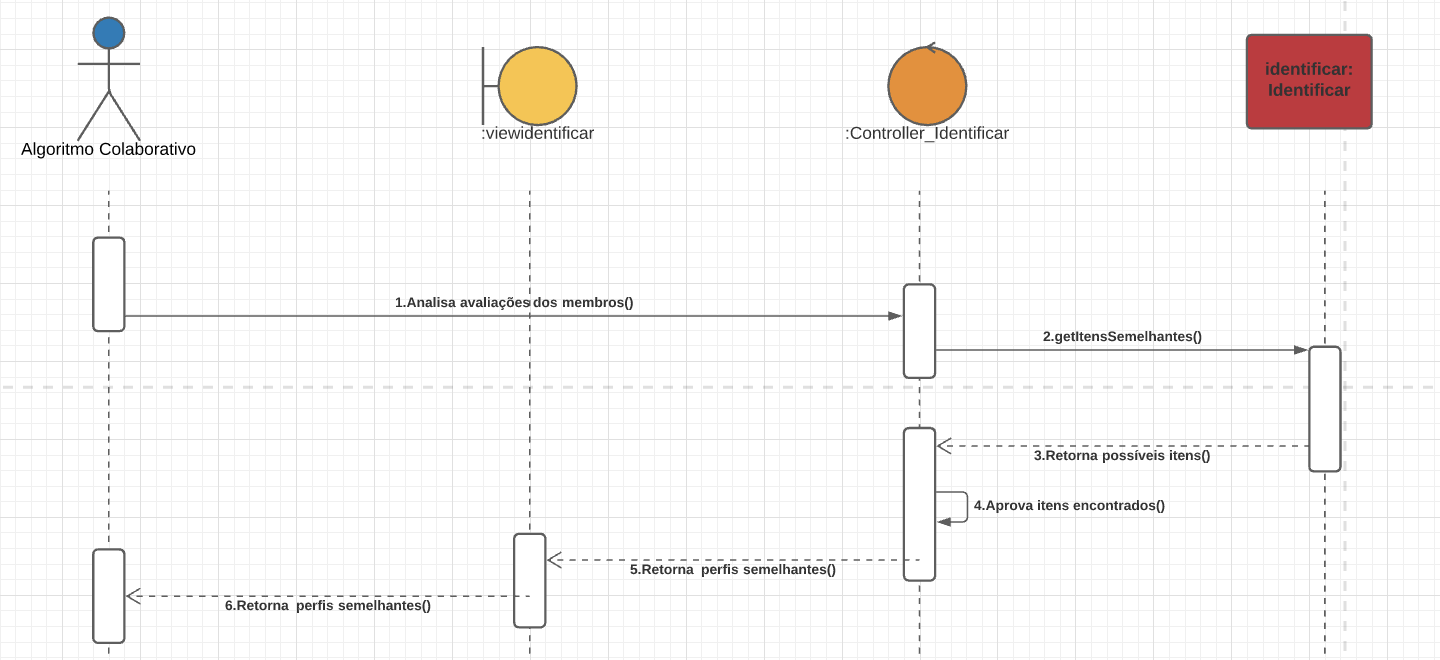 Algoritmo Colaborativo
:viewidentificar
:Controller_Identificar
identificar:
Identificar
1.Analisa avaliações dos membros()
2.getItensSemelhantes()
3.Retorna possíveis itens()
4.Aprova itens encontrados()
5.Retorna  perfis semelhantes()
6.Retorna  perfis semelhantes()